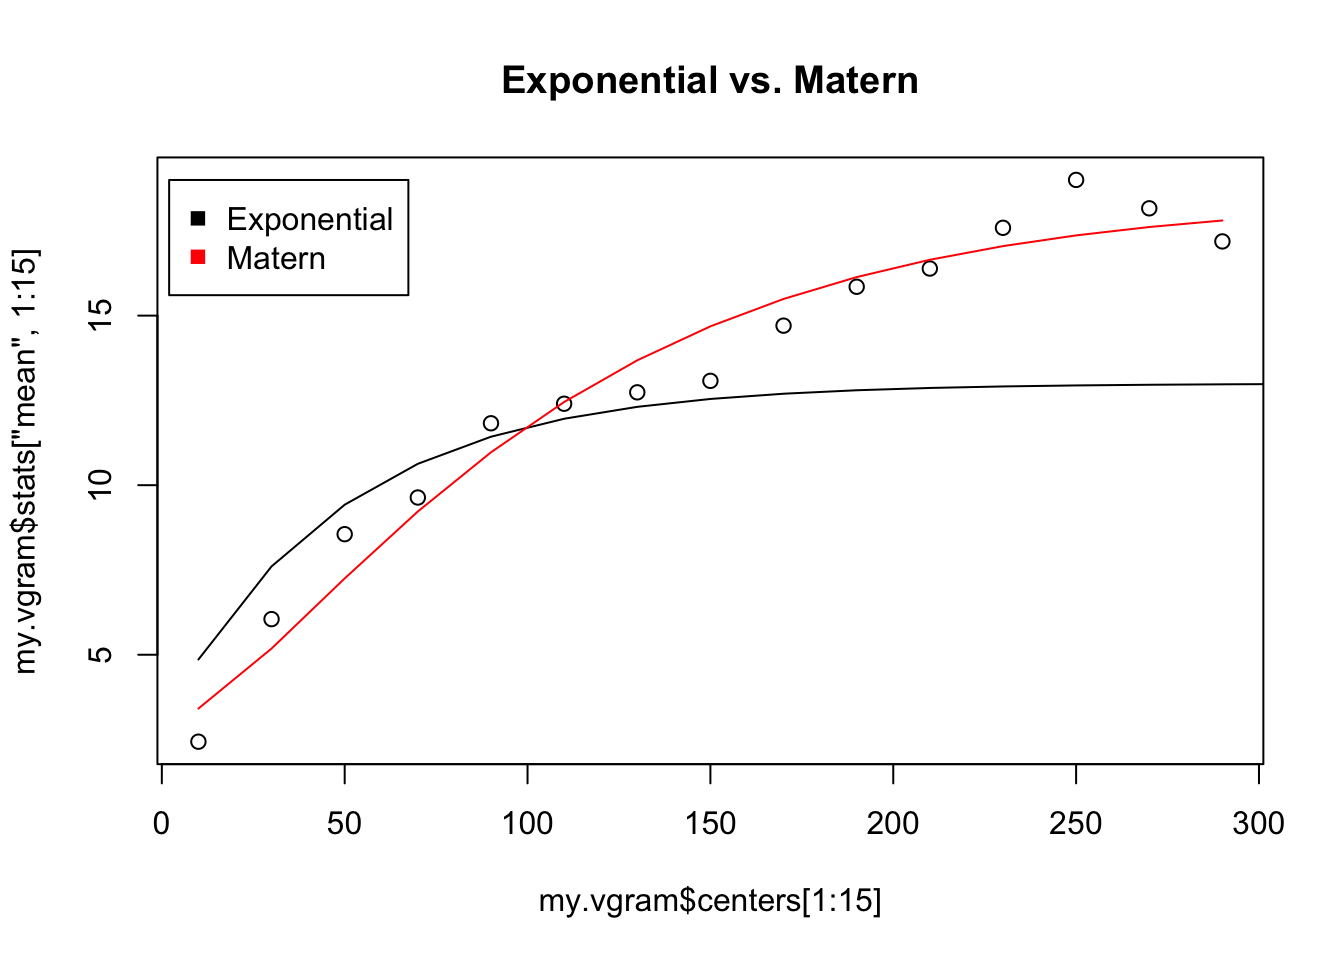 Exponential vs. Matern
Exponential
Matern
my.vgram$stats["mean", 1:15]
15
10
5
0 50 100 150 200 250 300
my.vgram$centers[1:15]